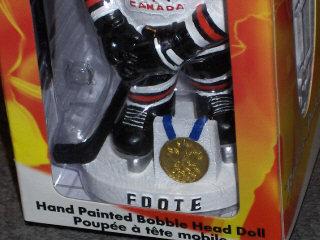 CANADA
FOOTE
Hand Painted Bobble Head Doll
Poupée à tête mobile